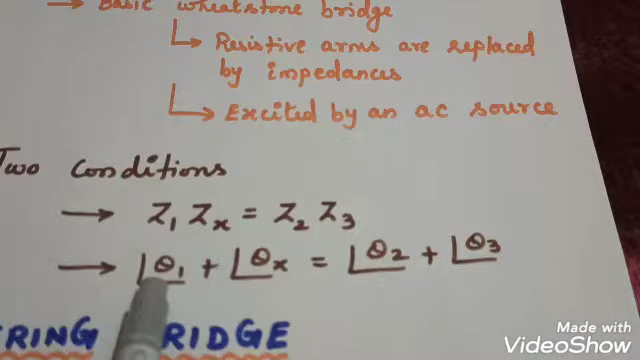 → Basic wheatstone bridge
↳ Resistive arms are replaced
by impedances
↳ Excited by an ac source
Two Conditions
→ Z₁ Zₓ = Z₂ Z₃
→ ∠θ₁ + ∠θₓ = ∠θ₂ + ∠θ₃
RING RIDGE
Made with
VideoShow